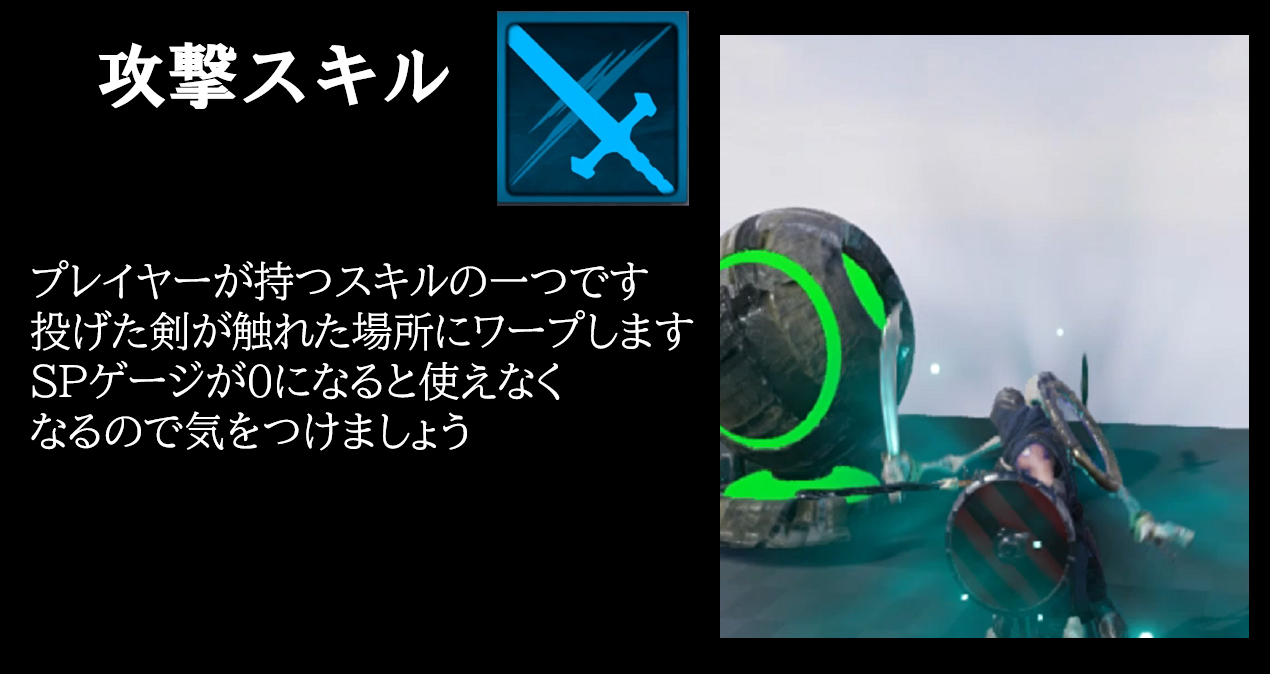 攻撃スキル
プレイヤーが持つスキルの一つです
投げた剣が触れた場所にワープします
SPゲージが0になると使えなく
なるので気をつけましょう